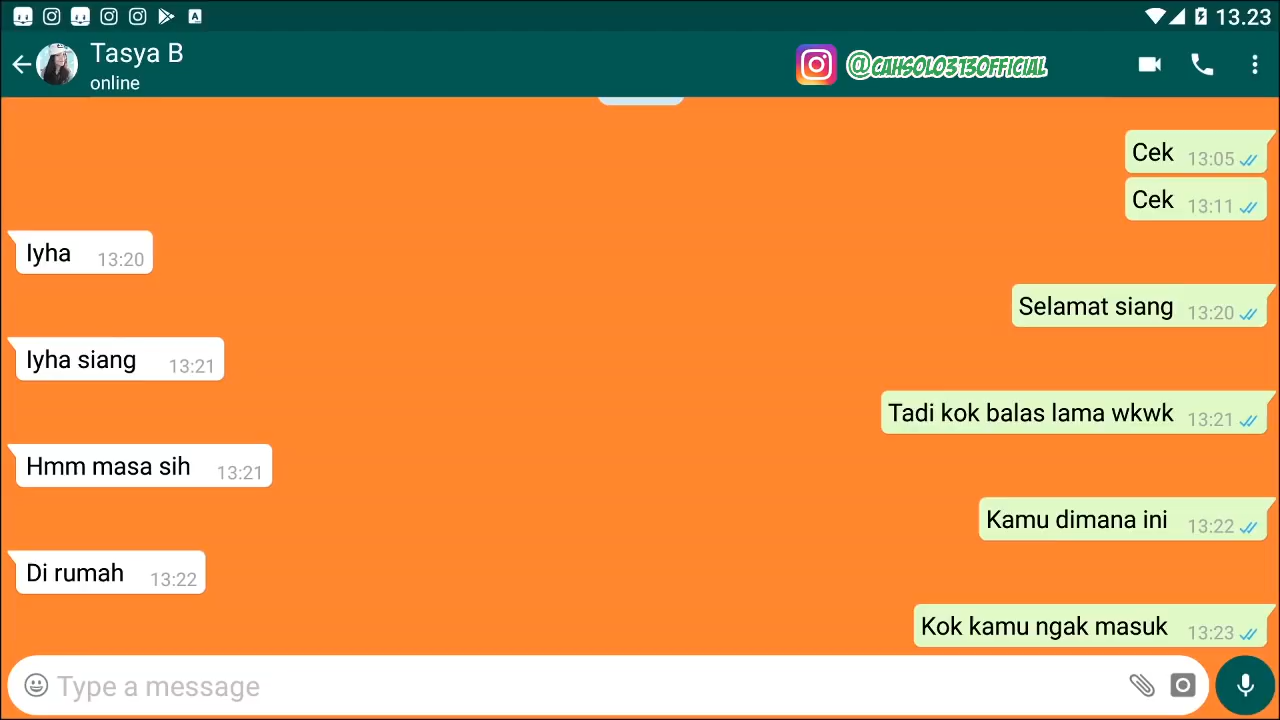 13.23
Tasya B
online
@CAHSOLO313OFFICIAL
Cek 13:05
Cek 13:11
Iyha 13:20
Selamat siang 13:20
Iyha siang 13:21
Tadi kok balas lama wkwk 13:21
Hmm masa sih 13:21
Kamu dimana ini 13:22
Di rumah 13:22
Kok kamu ngak masuk 13:23
Type a message